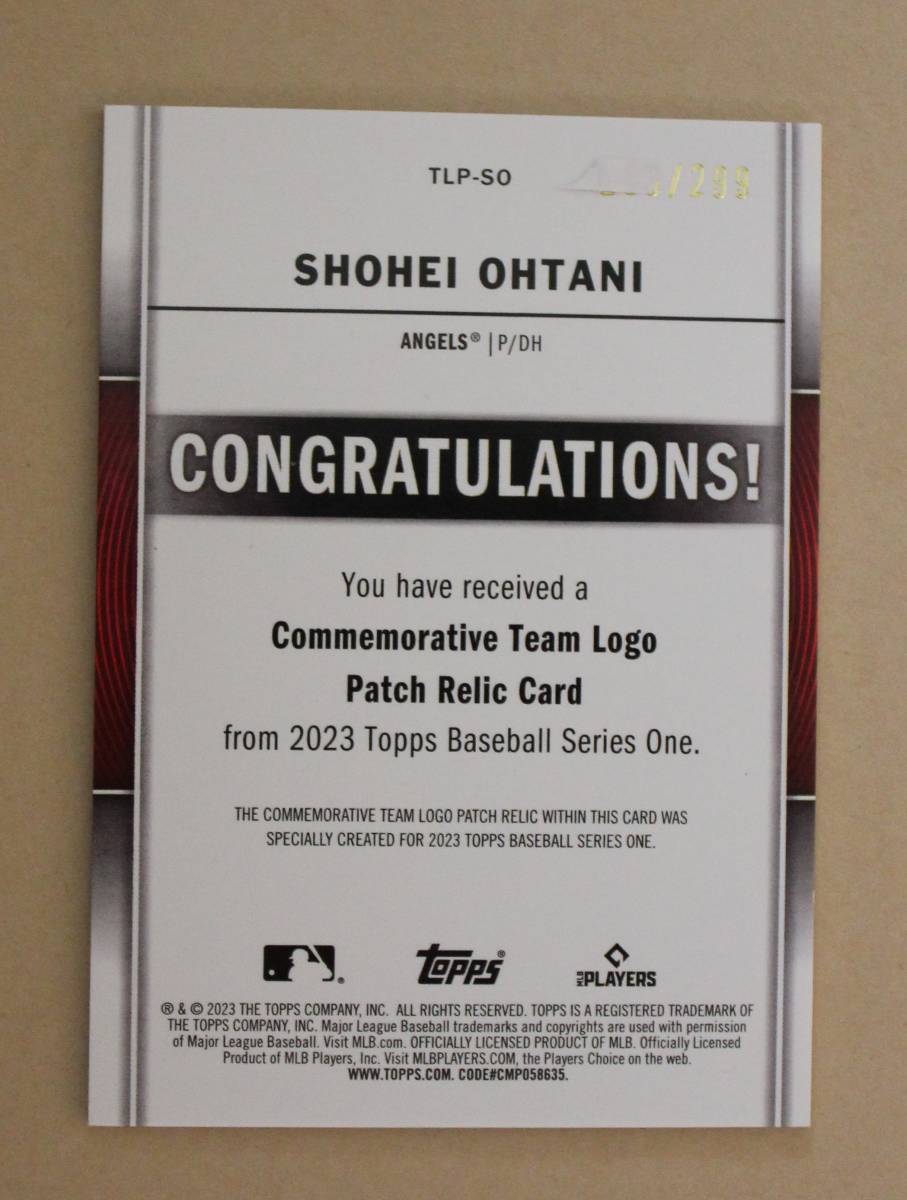 TLP-SO
/299
SHOHEI OHTANI
ANGELS® | P/DH
CONGRATULATIONS!
You have received a
Commemorative Team Logo
Patch Relic Card
from 2023 Topps Baseball Series One.
THE COMMEMORATIVE TEAM LOGO PATCH RELIC WITHIN THIS CARD WAS
SPECIALLY CREATED FOR 2023 TOPPS BASEBALL SERIES ONE.
topps®
MLB PLAYERS
® & © 2023 THE TOPPS COMPANY, INC. ALL RIGHTS RESERVED. TOPPS IS A REGISTERED TRADEMARK OF
THE TOPPS COMPANY, INC. Major League Baseball trademarks and copyrights are used with permission
of Major League Baseball. Visit MLB.com. OFFICIALLY LICENSED PRODUCT OF MLB. Officially Licensed
Product of MLB Players, Inc. Visit MLBPLAYERS.COM, the Players Choice on the web.
WWW.TOPPS.COM. CODE#CMP058635.